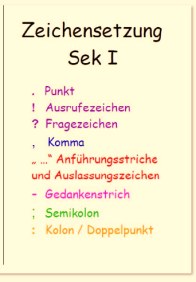 Zeichensetzung
Sek I
. Punkt
! Ausrufezeichen
? Fragezeichen
, Komma
„ ...“ Anführungsstriche
und Auslassungszeichen
- Gedankenstrich
; Semikolon
: Kolon / Doppelpunkt